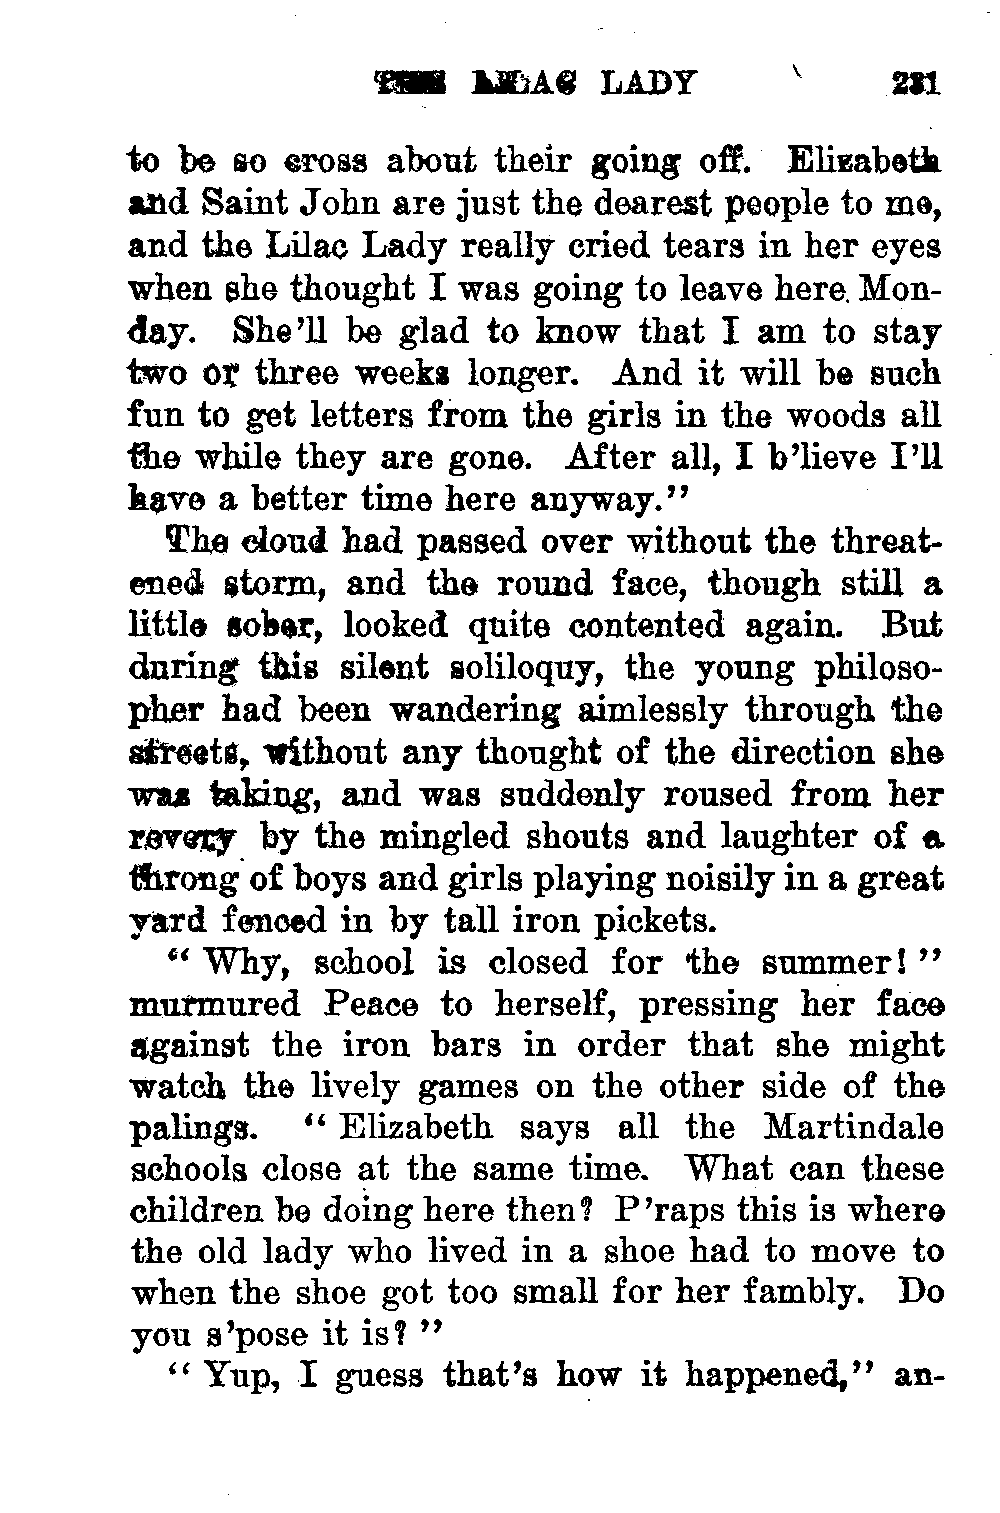 THE LILAC LADY 231
to be so cross about their going off. Elizabeth
and Saint John are just the dearest people to me,
and the Lilac Lady really cried tears in her eyes
when she thought I was going to leave here Mon-
day. She'll be glad to know that I am to stay
two or three weeks longer. And it will be such
fun to get letters from the girls in the woods all
the while they are gone. After all, I b'lieve I'll
have a better time here anyway."
The cloud had passed over without the threat-
ened storm, and the round face, though still a
little sober, looked quite contented again. But
during this silent soliloquy, the young philoso-
pher had been wandering aimlessly through the
streets, without any thought of the direction she
was taking, and was suddenly roused from her
revery by the mingled shouts and laughter of a
throng of boys and girls playing noisily in a great
yard fenced in by tall iron pickets.
"Why, school is closed for the summer!"
murmured Peace to herself, pressing her face
against the iron bars in order that she might
watch the lively games on the other side of the
palings. "Elizabeth says all the Martindale
schools close at the same time. What can these
children be doing here then? P'raps this is where
the old lady who lived in a shoe had to move to
when the shoe got too small for her fambly. Do
you s'pose it is?"
"Yup, I guess that's how it happened," an-